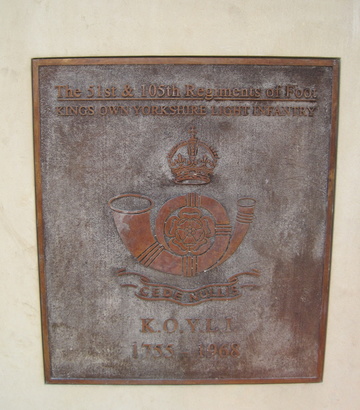 The 51st & 105th Regiments of Foot
KINGS OWN YORKSHIRE LIGHT INFANTRY
CEDE NULLIS
K.O.Y.L.I.
1755 - 1968